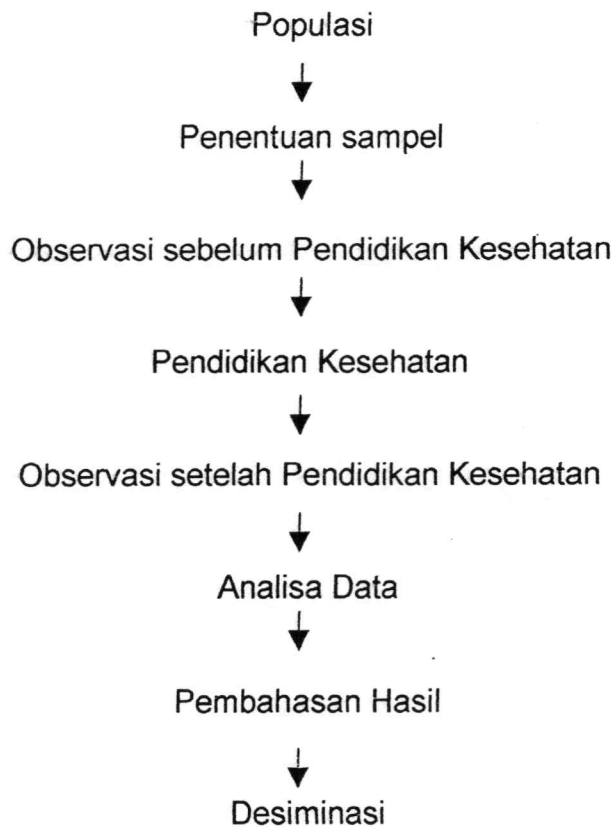 Populasi
Penentuan sampel
Observasi sebelum Pendidikan Kesehatan
Pendidikan Kesehatan
Observasi setelah Pendidikan Kesehatan
Analisa Data
Pembahasan Hasil
Desiminasi